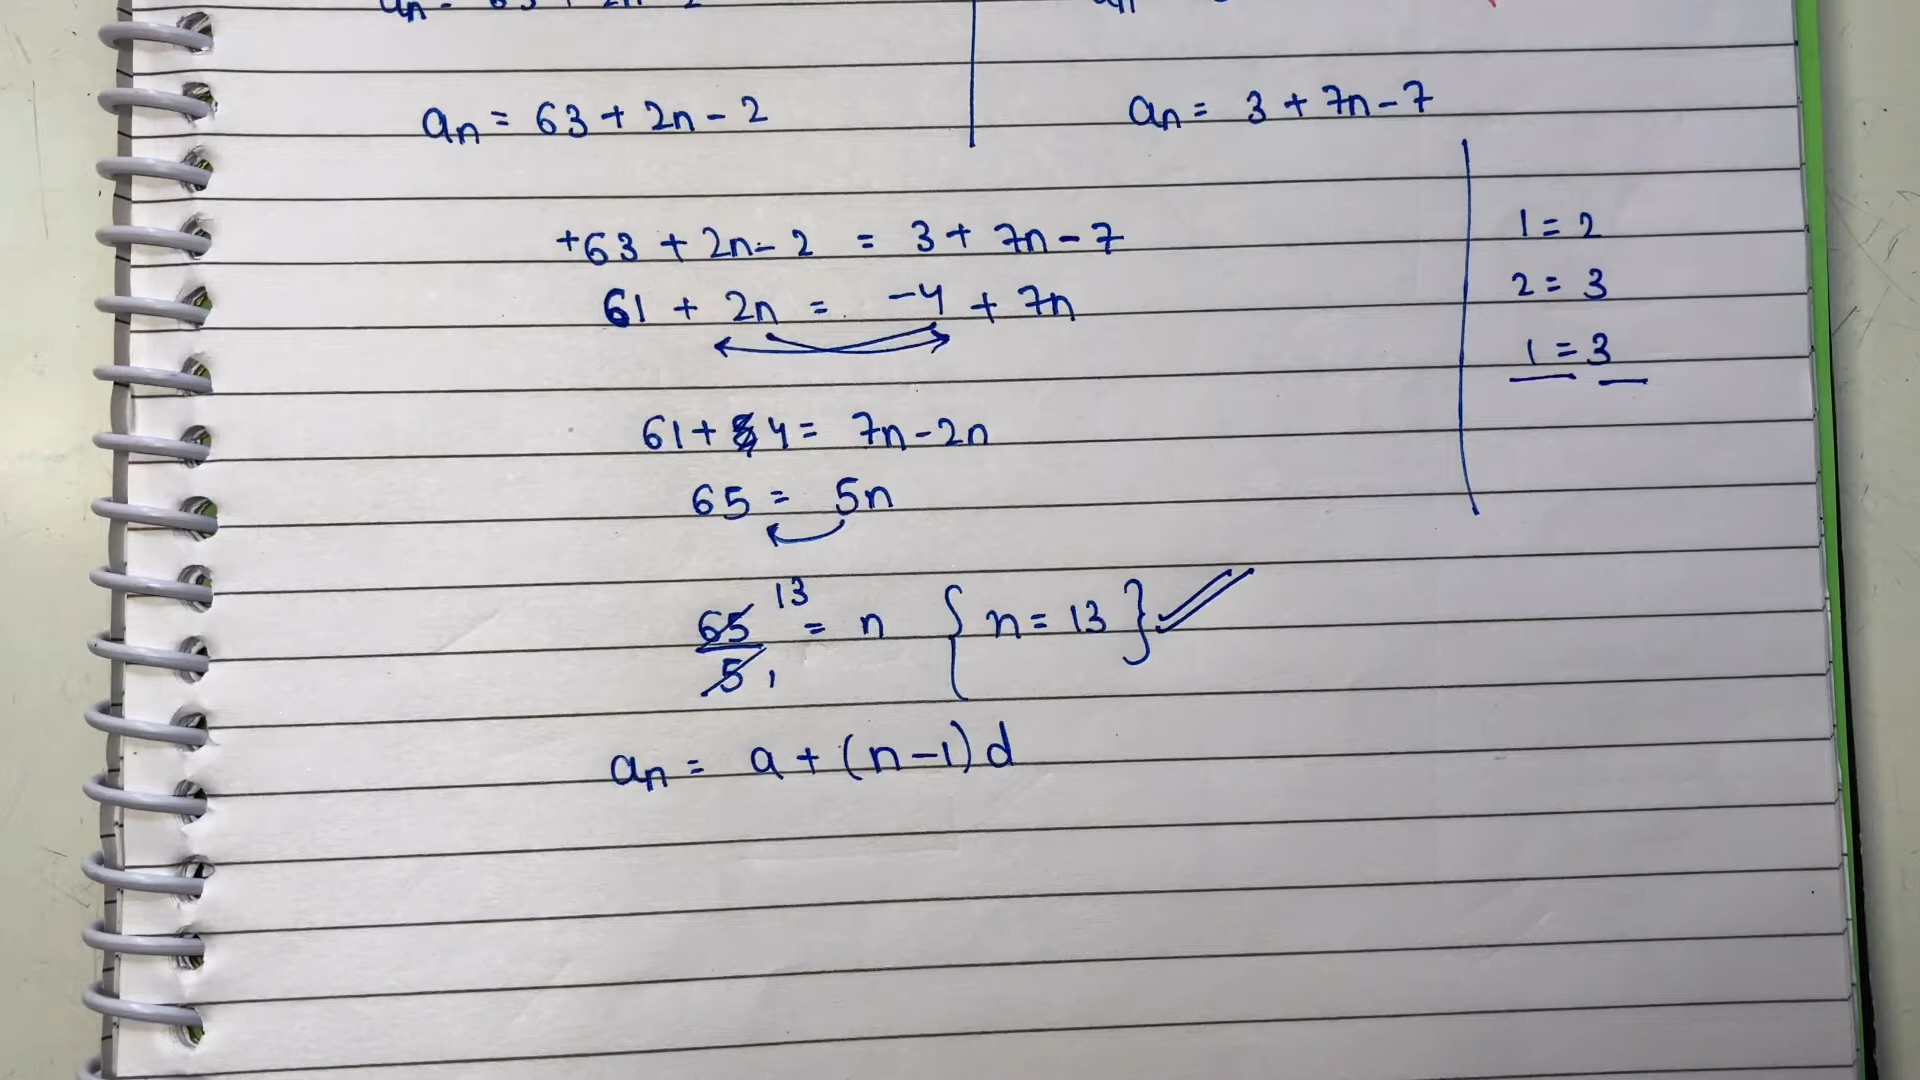 an = 63 + 2n - 2
an = 3 + 7n - 7
+63 + 2n - 2 = 3 + 7n - 7
61 + 2n = -4 + 7n
61 + 4 = 7n - 2n
65 = 5n
65/5 13 1 = n { n = 13 }
an = a + (n-1)d
1 = 2
2 = 3
1 = 3